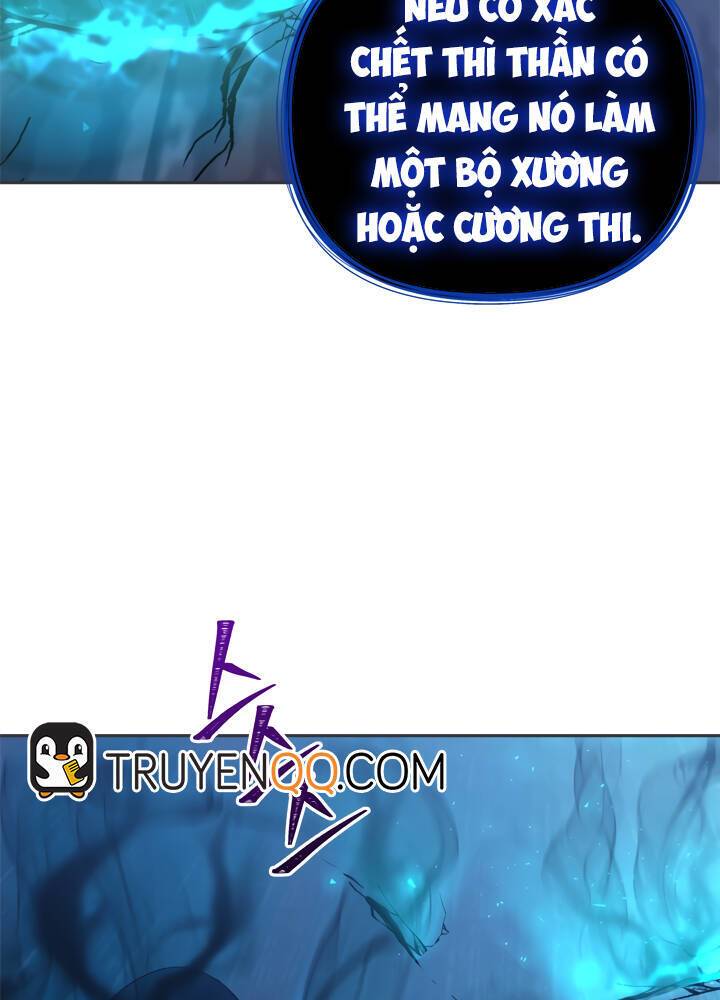 NẾU CÓ XÁC
CHẾT THÌ THẦN CÓ
THỂ MANG NÓ LÀM
MỘT BỘ XƯƠNG
HOẶC CƯƠNG THI.
TRUYENQQ.COM